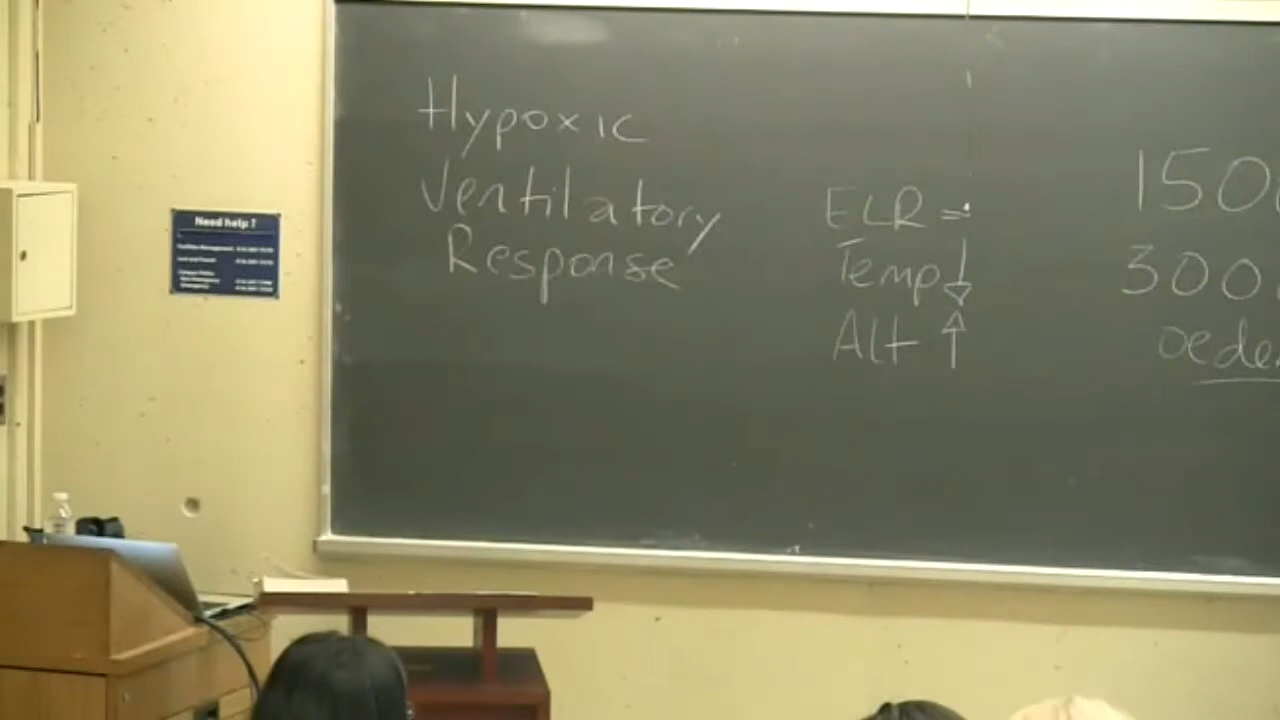 Hypoxic
Ventilatory
Response
ELR =
Temp ↓
Alt ↑
150
300
oede
Need help ?